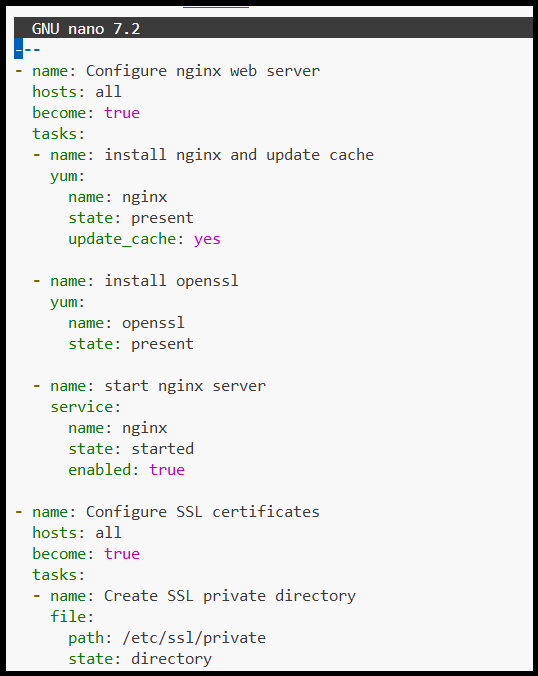 GNU nano 7.2
---
- name: Configure nginx web server
  hosts: all
  become: true
  tasks:
  - name: install nginx and update cache
    yum:
      name: nginx
      state: present
      update_cache: yes

  - name: install openssl
    yum:
      name: openssl
      state: present

  - name: start nginx server
    service:
      name: nginx
      state: started
      enabled: true

- name: Configure SSL certificates
  hosts: all
  become: true
  tasks:
  - name: Create SSL private directory
    file:
      path: /etc/ssl/private
      state: directory